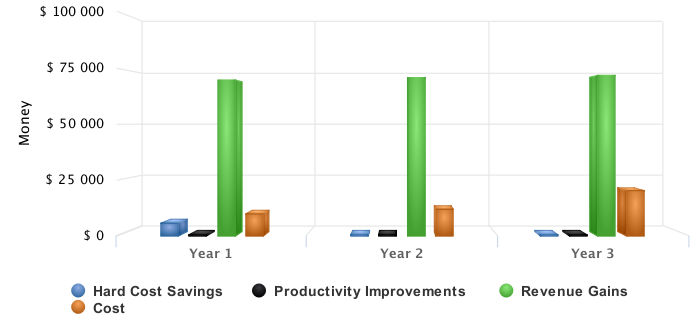 $ 100 000
$ 75 000
$ 50 000
$ 25 000
$ 0
Money
Year 1
Year 2
Year 3
Hard Cost Savings
Productivity Improvements
Revenue Gains
Cost